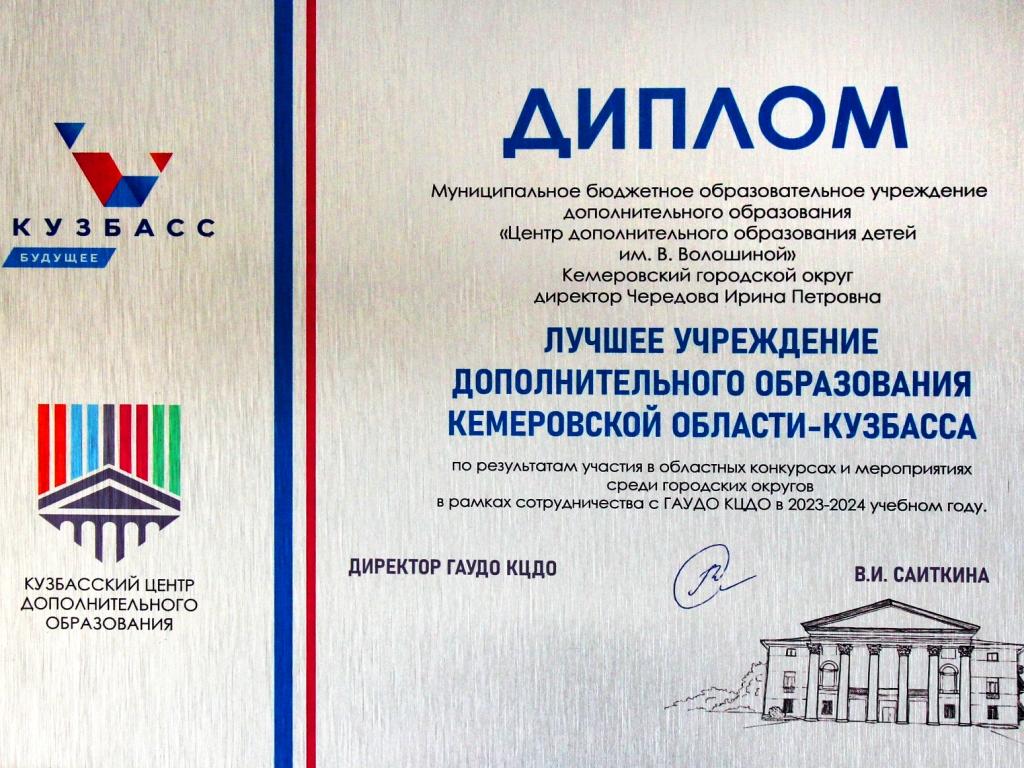 КУЗБАСС
БУДУЩЕЕ
КУЗБАССКИЙ ЦЕНТР
ДОПОЛНИТЕЛЬНОГО
ОБРАЗОВАНИЯ
ДИПЛОМ
Муниципальное бюджетное образовательное учреждение
дополнительного образования
«Центр дополнительного образования детей
им. В. Волошиной»
Кемеровский городской округ
директор Чередова Ирина Петровна
ЛУЧШЕЕ УЧРЕЖДЕНИЕ
ДОПОЛНИТЕЛЬНОГО ОБРАЗОВАНИЯ
КЕМЕРОВСКОЙ ОБЛАСТИ-КУЗБАССА
по результатам участия в областных конкурсах и мероприятиях
среди городских округов
в рамках сотрудничества с ГАУДО КЦДО в 2023-2024 учебном году.
ДИРЕКТОР ГАУДО КЦДО
В.И. САИТКИНА